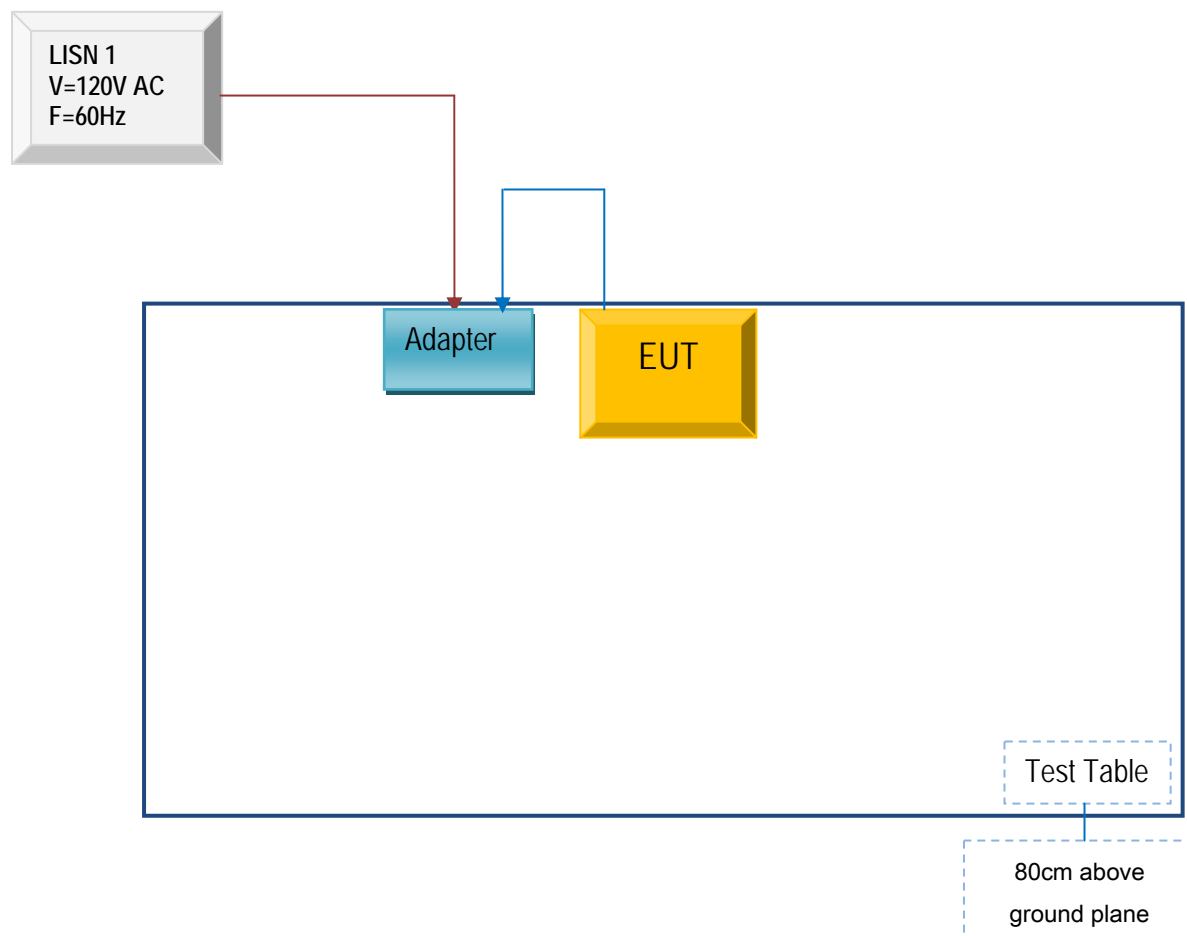 LISN 1
V=120V AC
F=60Hz
Adapter
EUT
Test Table
80cm above
ground plane